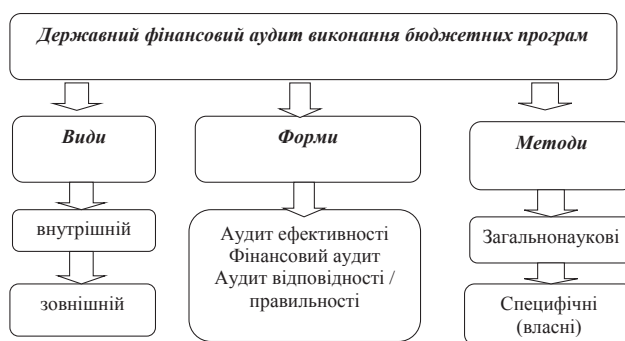 Державний фінансовий аудит виконання бюджетних програм
Види
Форми
Методи
внутрішній
зовнішній
Аудит ефективності
Фінансовий аудит
Аудит відповідності /
правильності
Загальнонаукові
Специфічні
(власні)